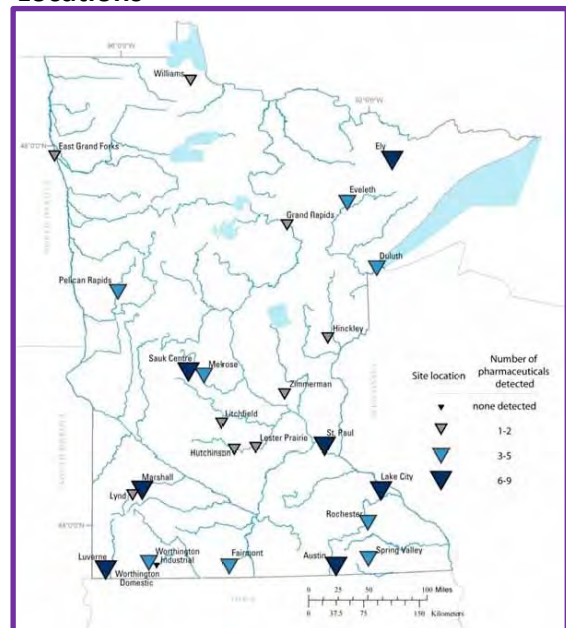 Locations
Williams
East Grand Forks
Ely
Eveleth
Grand Rapids
Duluth
Pelican Rapids
Hinckley
Sauk Centre
Melrose
Zimmerman
Litchfield
Lester Prairie
Hutchinson
St. Paul
Marshall
Lynd
Lake City
Rochester
Luverne
Worthington
Industrial
Worthington
Domestic
Fairmont
Austin
Spring Valley
Site location
Number of
pharmaceuticals
detected
none detected
1-2
3-5
6-9
0 25 50 100 Miles
0 37.5 75 150 Kilometers